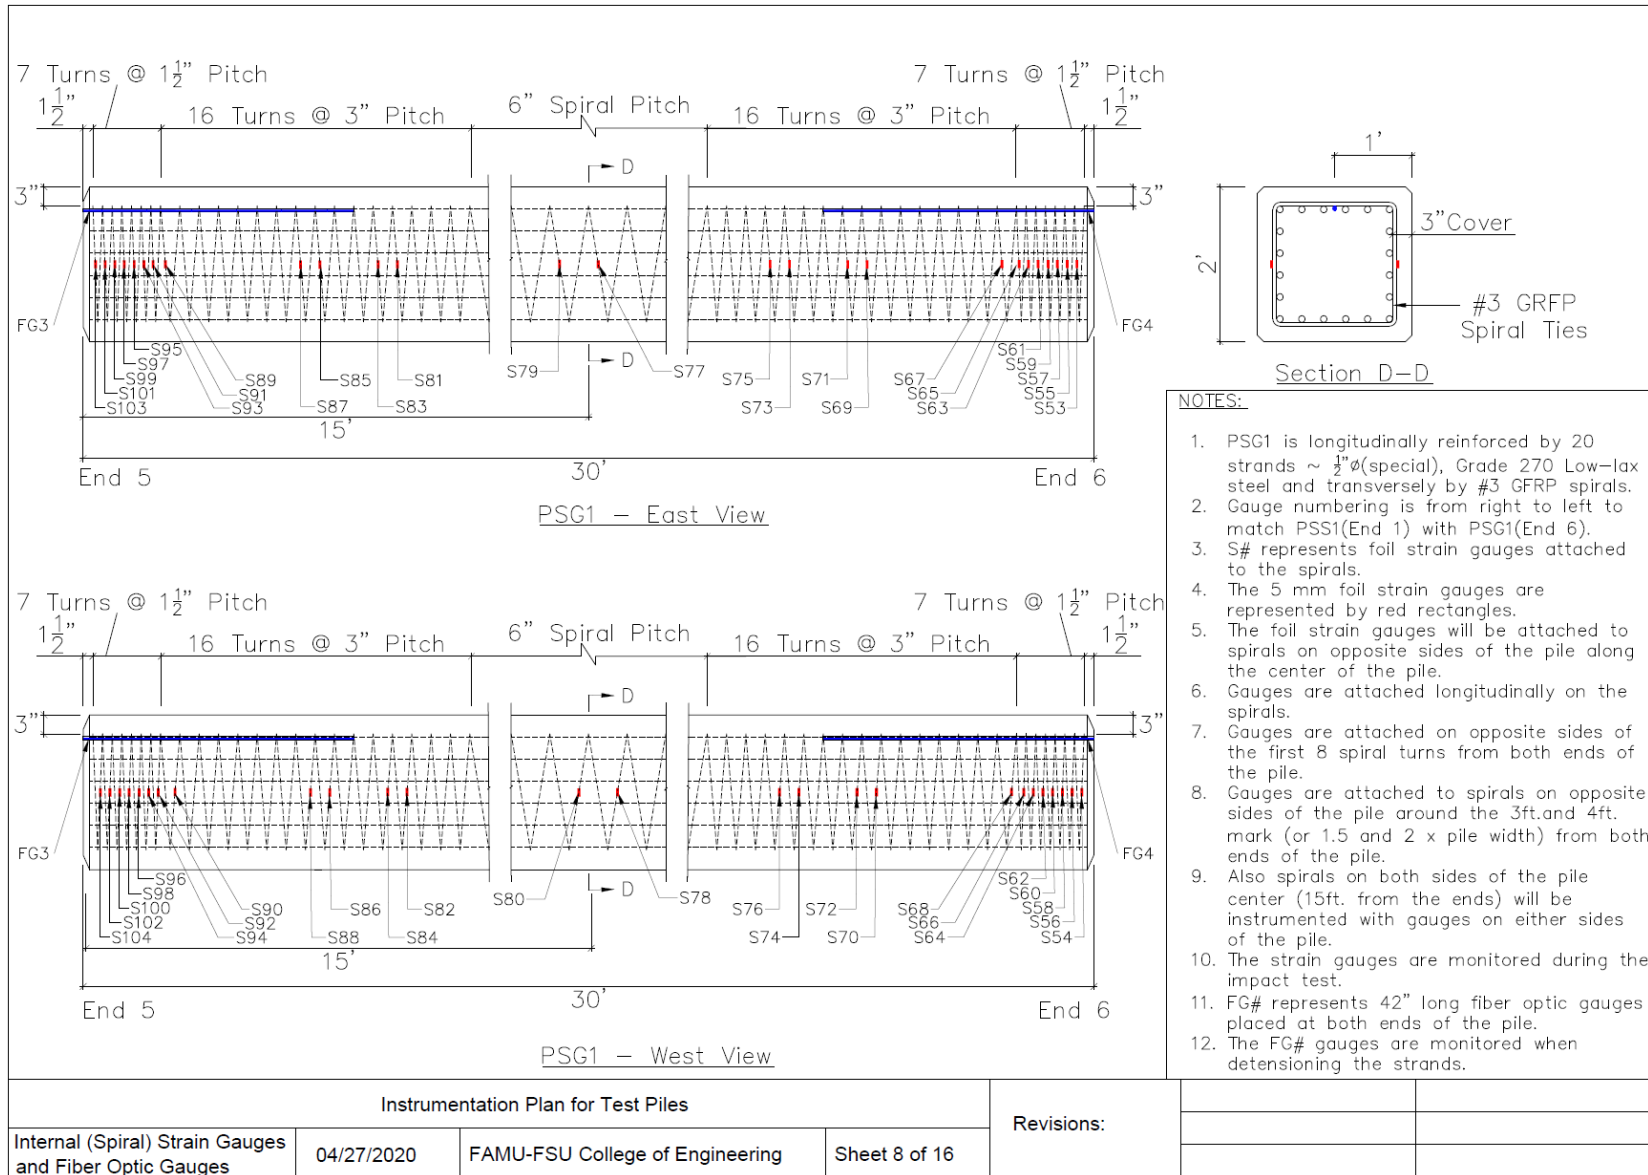 7 Turns @ 1 1/2" Pitch
1 1/2"
16 Turns @ 3" Pitch
6" Spiral Pitch
16 Turns @ 3" Pitch
7 Turns @ 1 1/2" Pitch
1 1/2"
D
3"
3"
FG3
FG4
S95
S97
S99
S101
S103
S89
S91
S93
S85
S87
S81
S83
S79
D
S77
S75
S73
S71
S69
S67
S65
S63
S61
S59
S57
S55
S53
15'
30'
End 5
End 6
PSG1 – East View
1'
2'
3"Cover
#3 GRFP
Spiral Ties
Section D–D
7 Turns @ 1 1/2" Pitch
1 1/2"
16 Turns @ 3" Pitch
6" Spiral Pitch
16 Turns @ 3" Pitch
7 Turns @ 1 1/2" Pitch
1 1/2"
D
3"
3"
FG3
FG4
S96
S98
S100
S102
S104
S90
S92
S94
S86
S88
S82
S84
S80
D
S78
S76
S74
S72
S70
S68
S66
S64
S62
S60
S58
S56
S54
15'
30'
End 5
End 6
PSG1 – West View
NOTES:
1. PSG1 is longitudinally reinforced by 20
strands ~ 1/2"ø(special), Grade 270 Low–lax
steel and transversely by #3 GFRP spirals.
2. Gauge numbering is from right to left to
match PSS1(End 1) with PSG1(End 6).
3. S# represents foil strain gauges attached
to the spirals.
4. The 5 mm foil strain gauges are
represented by red rectangles.
5. The foil strain gauges will be attached to
spirals on opposite sides of the pile along
the center of the pile.
6. Gauges are attached longitudinally on the
spirals.
7. Gauges are attached on opposite sides of
the first 8 spiral turns from both ends of
the pile.
8. Gauges are attached to spirals on opposite
sides of the pile around the 3ft.and 4ft.
mark (or 1.5 and 2 x pile width) from both
ends of the pile.
9. Also spirals on both sides of the pile
center (15ft. from the ends) will be
instrumented with gauges on either sides
of the pile.
10. The strain gauges are monitored during the
impact test.
11. FG# represents 42" long fiber optic gauges
placed at both ends of the pile.
12. The FG# gauges are monitored when
detensioning the strands.
Instrumentation Plan for Test Piles
Revisions:
Internal (Spiral) Strain Gauges
and Fiber Optic Gauges
04/27/2020
FAMU-FSU College of Engineering
Sheet 8 of 16